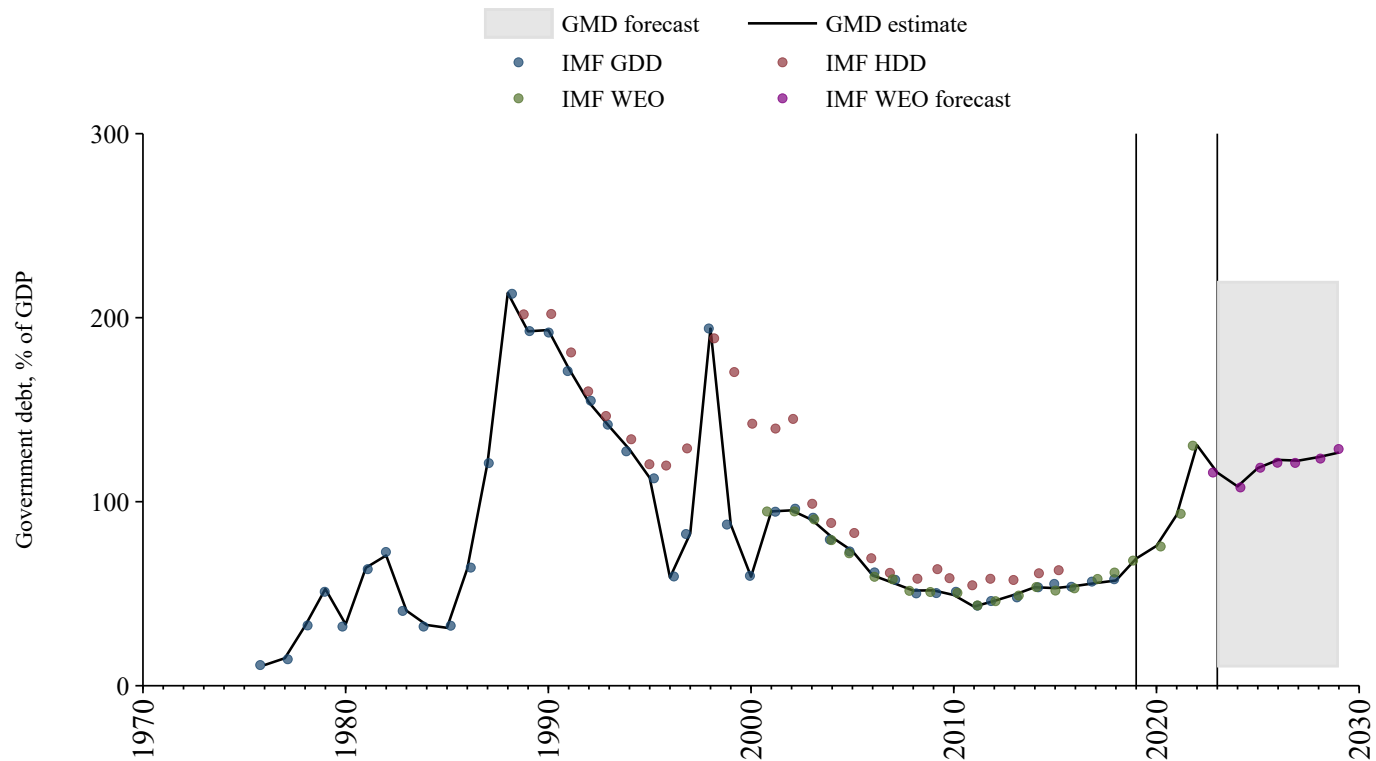 GMD forecast
GMD estimate
IMF GDD
IMF HDD
IMF WEO
IMF WEO forecast
Government debt, % of GDP
300
200
100
0
1970
1980
1990
2000
2010
2020
2030